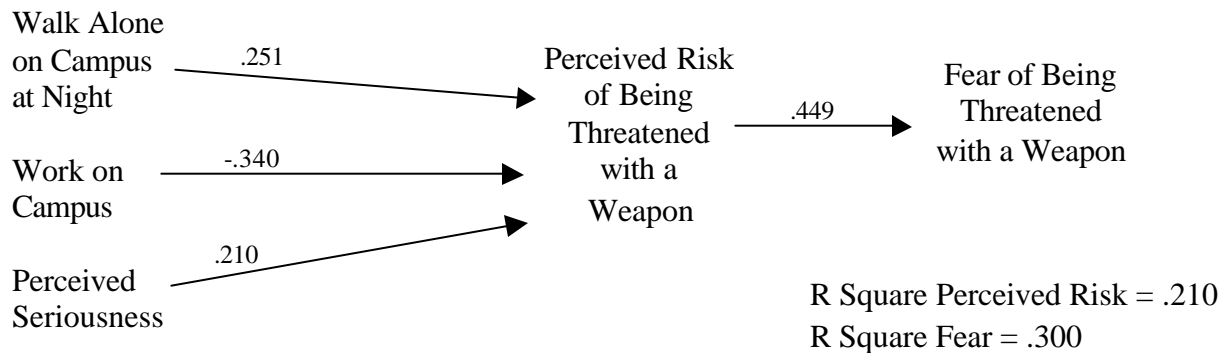 Walk Alone
on Campus
at Night
.251
Work on
Campus
-.340
Perceived
Seriousness
.210
Perceived Risk
of Being
Threatened
with a
Weapon
.449
Fear of Being
Threatened
with a Weapon
R Square Perceived Risk = .210
R Square Fear = .300